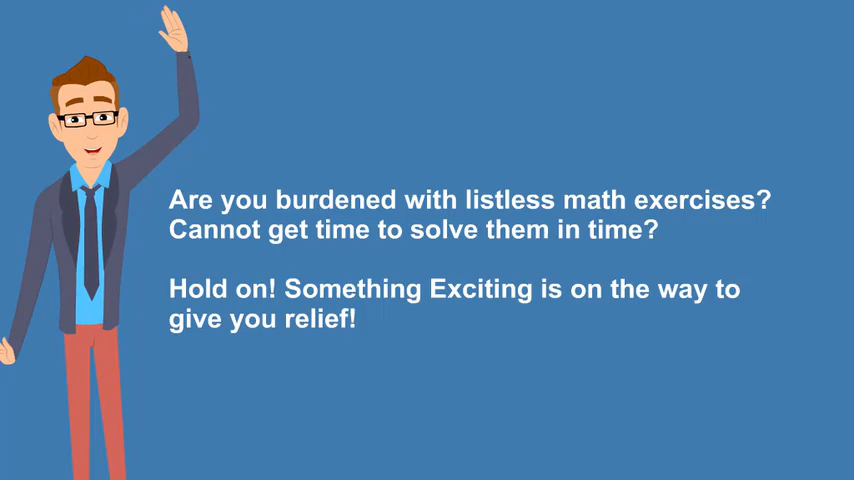 Are you burdened with listless math exercises?
Cannot get time to solve them in time?
Hold on! Something Exciting is on the way to
give you relief!